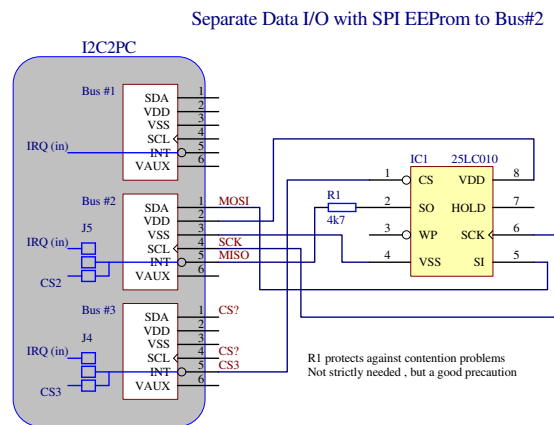 Separate Data I/O with SPI EEProm to Bus#2
I2C2PC
Bus #1
SDA 1
VDD 2
VSS 3
SCL 4
IRQ (in) INT 5
VAUX 6
Bus #2
SDA 1 MOSI
VDD 2
J5 VSS 3
IRQ (in) SCL 4 SCK
INT 5 MISO
CS2 VAUX 6
Bus #3
SDA 1 CS?
VDD 2
J4 VSS 3
IRQ (in) SCL 4 CS?
INT 5 CS3
CS3 VAUX 6
R1
4k7
IC1 25LC010
1 CS VDD 8
2 SO HOLD 7
3 WP SCK 6
4 VSS SI 5
R1 protects against contention problems
Not strictly needed , but a good precaution